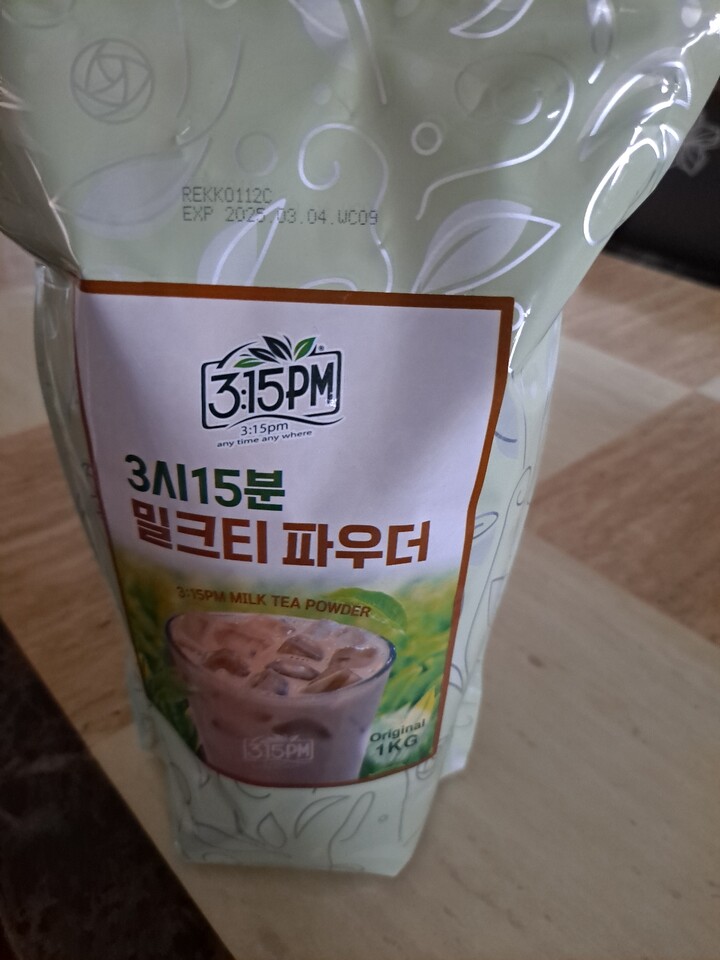 REKK0112C
EXP 2025.03.04.WC09
3:15PM
3:15pm
any time any where
3시15분
밀크티 파우더
3:15PM MILK TEA POWDER
3:15PM
Original
1KG